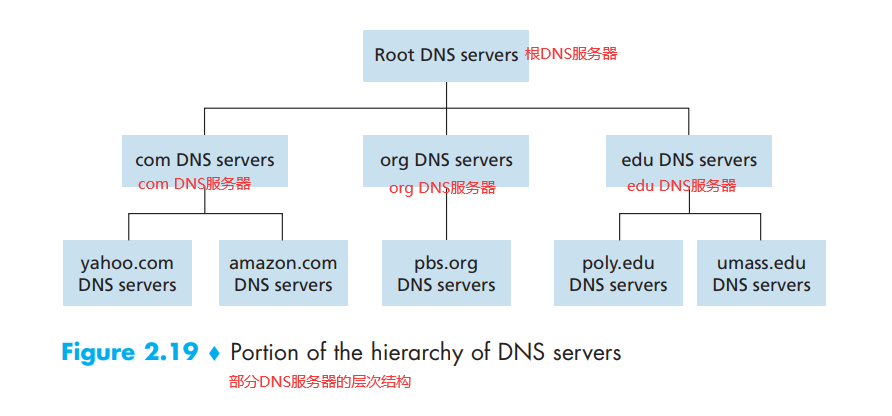 Root DNS servers 根DNS服务器
com DNS servers
com DNS服务器
org DNS servers
org DNS服务器
edu DNS servers
edu DNS服务器
yahoo.com
DNS servers
amazon.com
DNS servers
pbs.org
DNS servers
poly.edu
DNS servers
umass.edu
DNS servers
Figure 2.19 ♦ Portion of the hierarchy of DNS servers
部分DNS服务器的层次结构